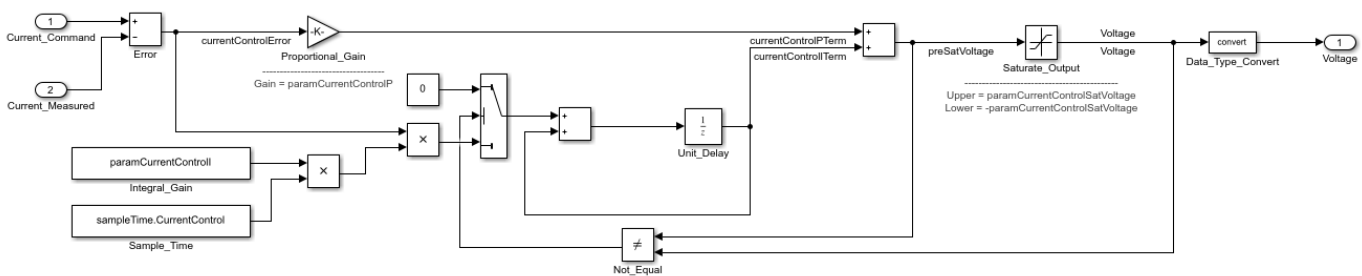 1
Current_Command
2
Current_Measured
+
−
Error
currentControlError
-K-
Proportional_Gain
------------------------------------
Gain = paramCurrentControlP
paramCurrentControlI
Integral_Gain
sampleTime.CurrentControl
Sample_Time
×
×
0
+
+
1
z
Unit_Delay
currentControlPTerm
currentControlITerm
+
+
preSatVoltage
Saturate_Output
---------------------------------------------
Upper = paramCurrentControlSatVoltage
Lower = -paramCurrentControlSatVoltage
Voltage
Voltage
convert
Data_Type_Convert
1
Voltage
≠
Not_Equal